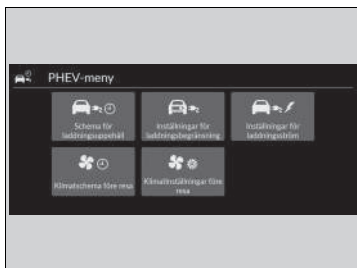 PHEV-meny
Schema för
laddningsuppehåll
Inställningar för
laddningsbegränsning
Inställningar för
laddningsström
Klimatschema före resa
Klimatinställningar före
resa